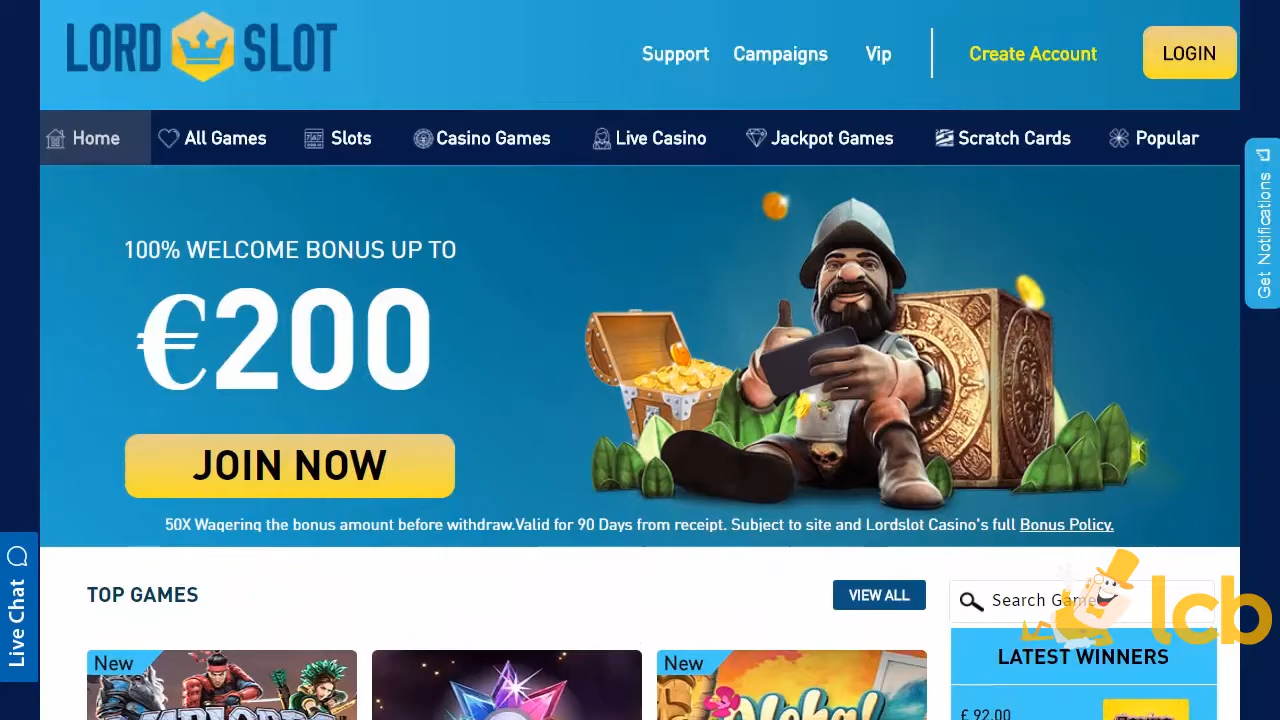 LORD SLOT
Support Campaigns Vip Create Account LOGIN
Home All Games Slots Casino Games Live Casino Jackpot Games Scratch Cards Popular
Get Notifications
100% WELCOME BONUS UP TO
€200
JOIN NOW
50X Wagering the bonus amount before withdraw.Valid for 90 Days from receipt. Subject to site and Lordslot Casino's full Bonus Policy.
Live Chat
TOP GAMES VIEW ALL
Search Game
lcb
LATEST WINNERS
New
New
£ 92.00